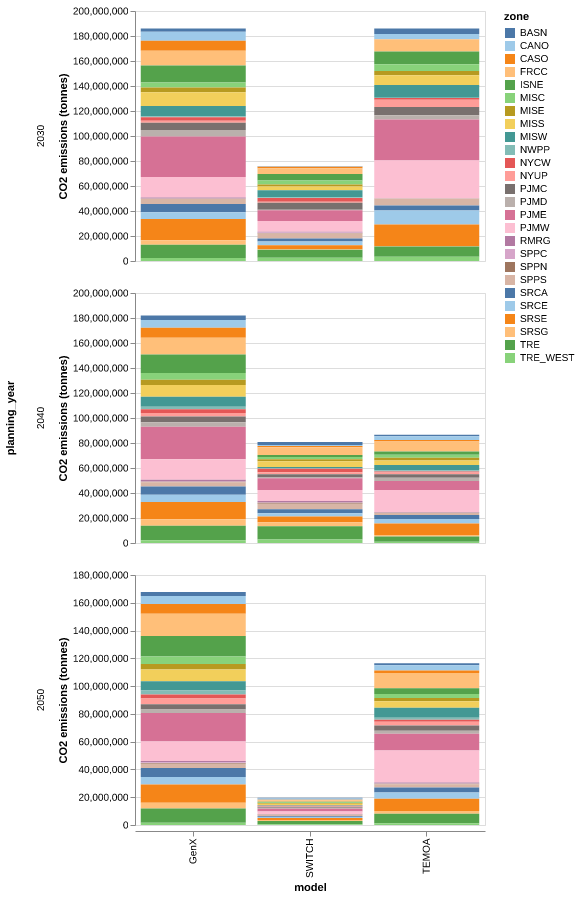 planning_year
2030
CO2 emissions (tonnes)
200,000,000
180,000,000
160,000,000
140,000,000
120,000,000
100,000,000
80,000,000
60,000,000
40,000,000
20,000,000
0
2040
CO2 emissions (tonnes)
200,000,000
180,000,000
160,000,000
140,000,000
120,000,000
100,000,000
80,000,000
60,000,000
40,000,000
20,000,000
0
2050
CO2 emissions (tonnes)
180,000,000
160,000,000
140,000,000
120,000,000
100,000,000
80,000,000
60,000,000
40,000,000
20,000,000
0
GenX
SWITCH
TEMOA
model
zone
BASN
CANO
CASO
FRCC
ISNE
MISC
MISE
MISS
MISW
NWPP
NYCW
NYUP
PJMC
PJMD
PJME
PJMW
RMRG
SPPC
SPPN
SPPS
SRCA
SRCE
SRSE
SRSG
TRE
TRE_WEST